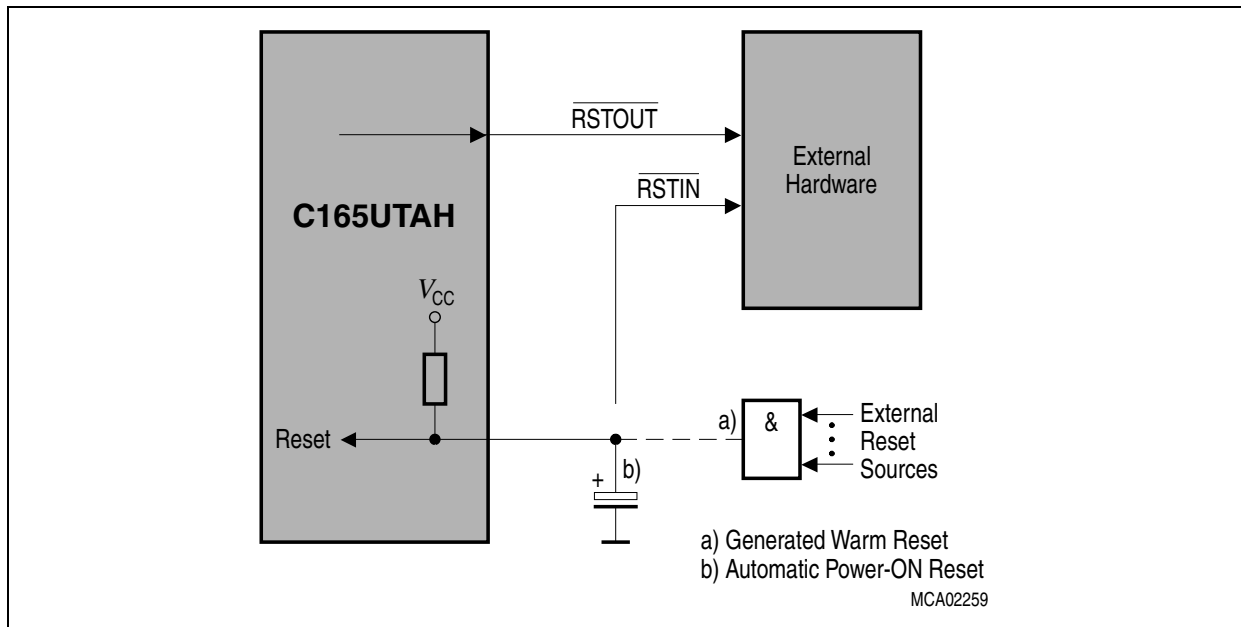 RSTOUT
External
Hardware
RSTIN
C165UTAH
VCC
a)
&
External
Reset
Reset
Sources
b)
+
a) Generated Warm Reset
b) Automatic Power-ON Reset
MCA02259